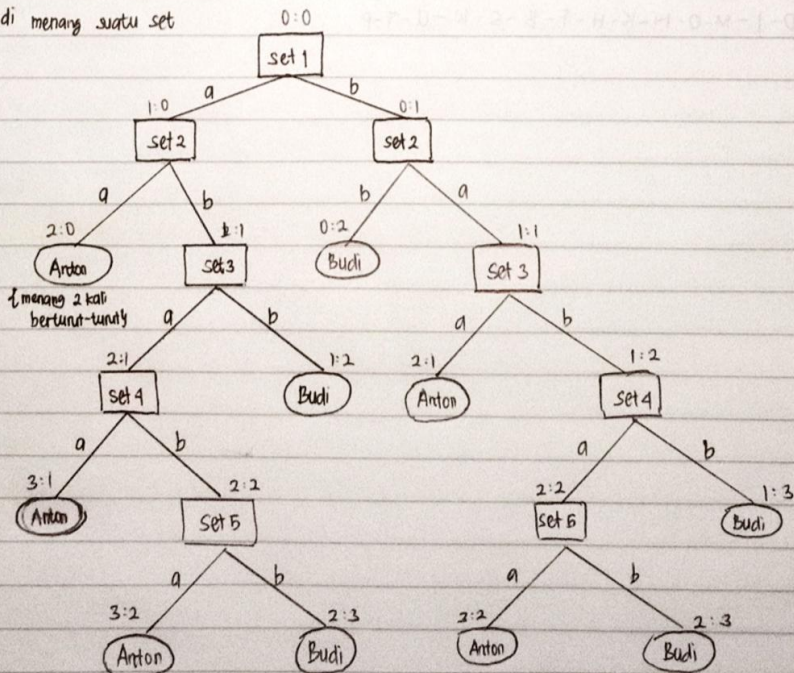 di menang suatu set
0:0
set 1
a b
1:0 0:1
set 2 set 2
a b b a
2:0 1:1 0:2 1:1
Anton set 3 Budi set 3
{menang 2 kali
berturut-turut}
a b a b
2:1 1:2 2:1 1:2
set 4 Budi Anton set 4
a b a b
3:1 2:2 2:2 1:3
Anton set 5 set 5 Budi
a b a b
3:2 2:3 3:2 2:3
Anton Budi Anton Budi